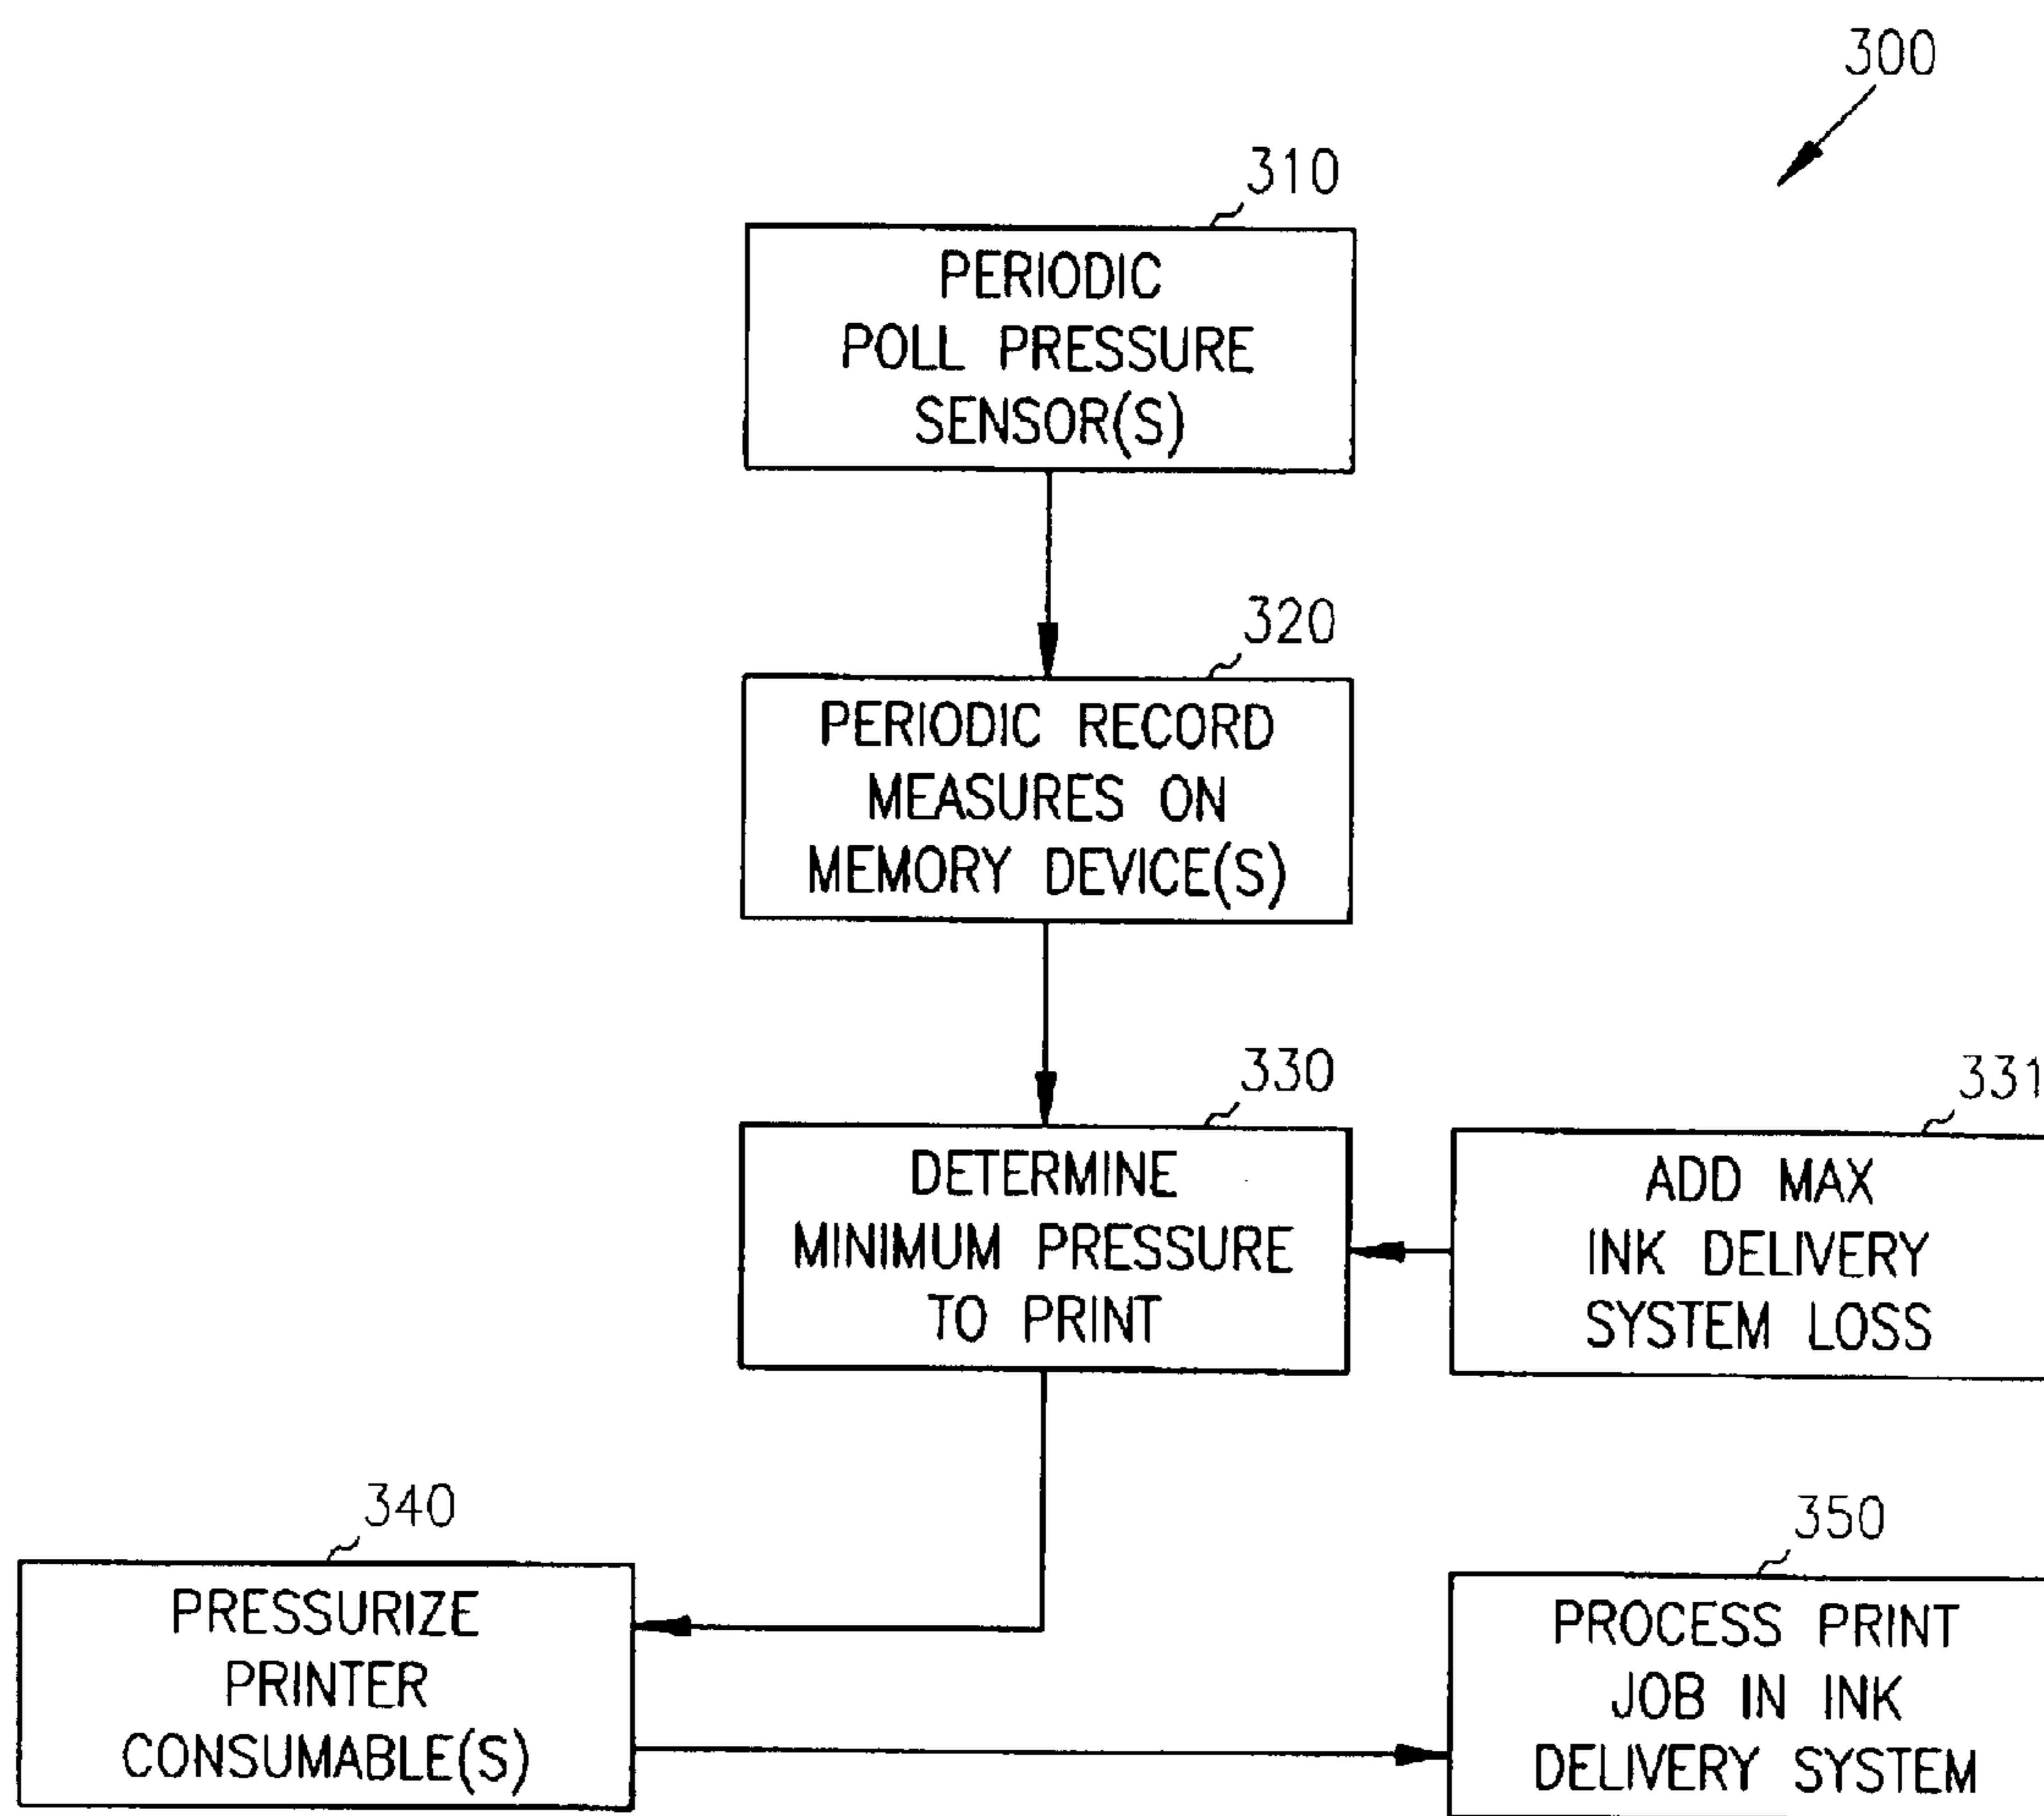 300
310
PERIODIC
POLL PRESSURE
SENSOR(S)
320
PERIODIC RECORD
MEASURES ON
MEMORY DEVICE(S)
330
DETERMINE
MINIMUM PRESSURE
TO PRINT
331
ADD MAX
INK DELIVERY
SYSTEM LOSS
340
PRESSURIZE
PRINTER
CONSUMABLE(S)
350
PROCESS PRINT
JOB IN INK
DELIVERY SYSTEM